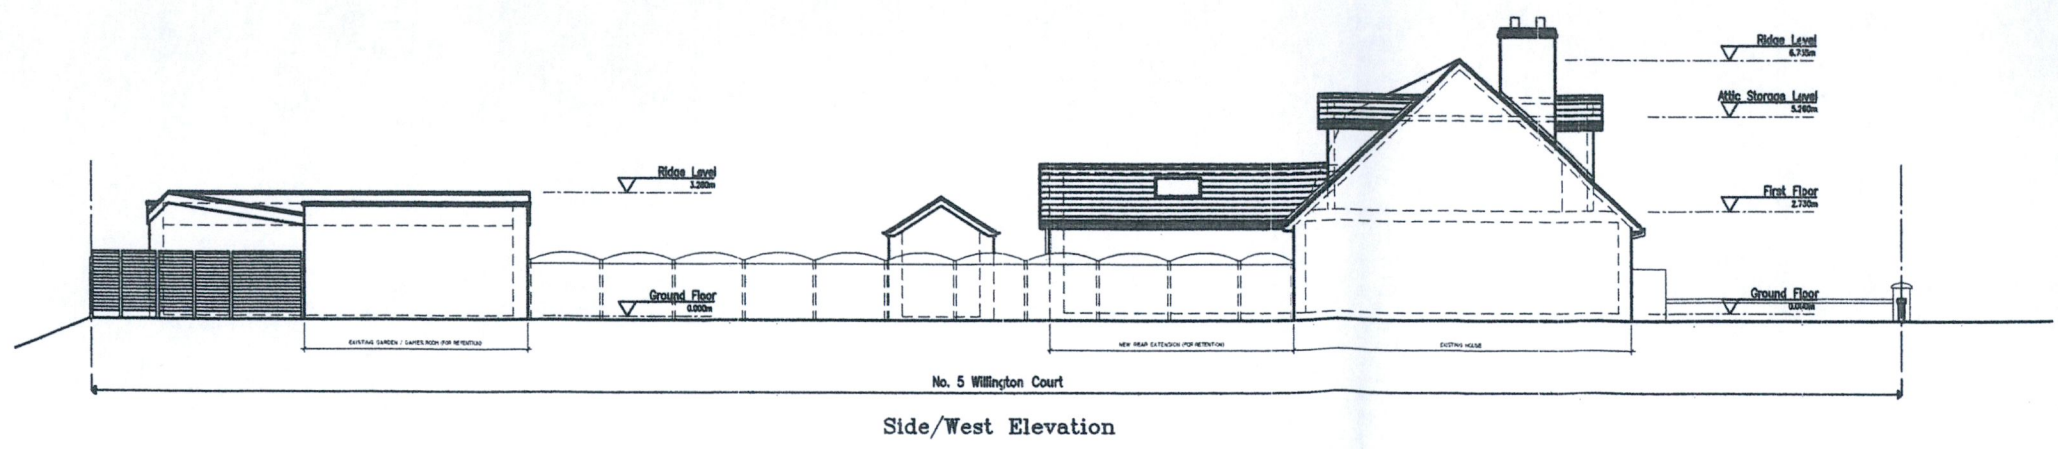 Ridge Level
6.735m
Attic Storage Level
5.260m
Ridge Level
3.280m
First Floor
2.730m
Ground Floor
0.000m
Ground Floor
0.000m
EXISTING GARDEN / GAMES ROOM (FOR RETENTION)
NEW REAR EXTENSION (FOR RETENTION)
EXISTING HOUSE
No. 5 Willington Court
Side/West Elevation